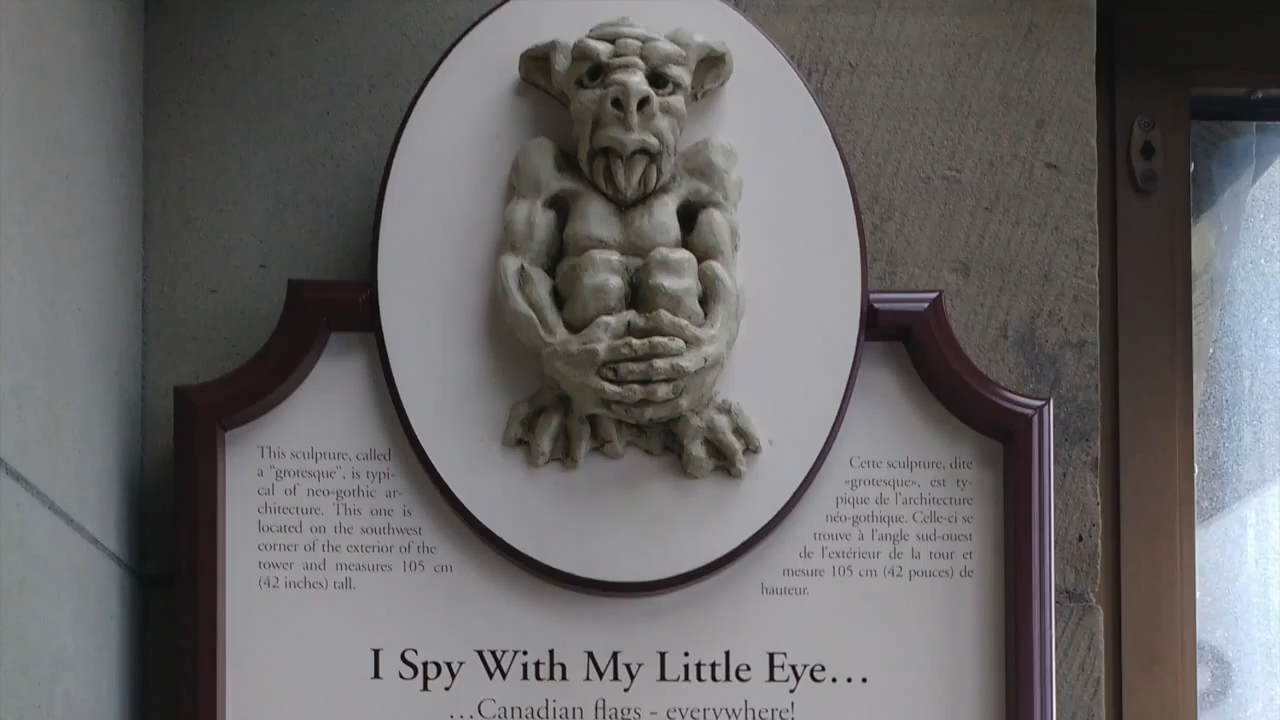 This sculpture, called
a “grotesque”, is typi-
cal of neo-gothic ar-
chitecture. This one is
located on the southwest
corner of the exterior of the
tower and measures 105 cm
(42 inches) tall.
Cette sculpture, dite
«grotesque», est ty-
pique de l'architecture
néo-gothique. Celle-ci se
trouve à l'angle sud-ouest
de l'extérieur de la tour et
mesure 105 cm (42 pouces) de
hauteur.
I Spy With My Little Eye…
…Canadian flags - everywhere!